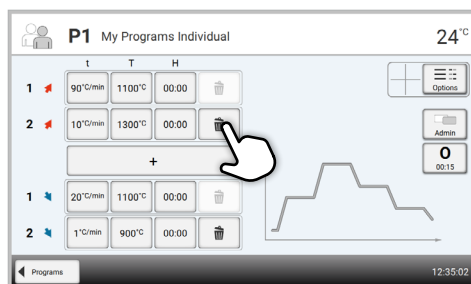 P1 My Programs Individual
24°C
t T H
1 90°C/min 1100°C 00:00
2 10°C/min 1300°C 00:00
+
1 20°C/min 1100°C 00:00
2 1°C/min 900°C 00:00
Options
Admin
O
00:15
Programs
12:35:02